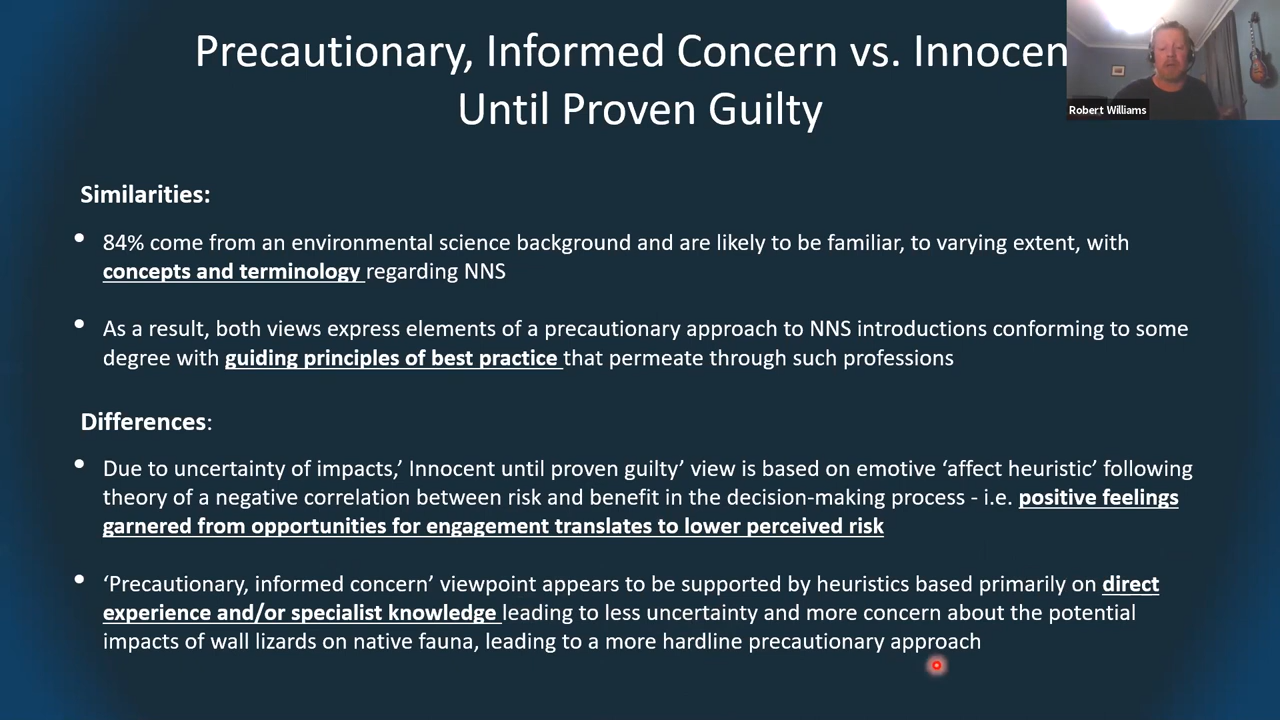 Precautionary, Informed Concern vs. Innocen
Until Proven Guilty
Robert Williams
Similarities:
• 84% come from an environmental science background and are likely to be familiar, to varying extent, with
concepts and terminology regarding NNS
• As a result, both views express elements of a precautionary approach to NNS introductions conforming to some
degree with guiding principles of best practice that permeate through such professions
Differences:
• Due to uncertainty of impacts,’ Innocent until proven guilty’ view is based on emotive ‘affect heuristic’ following
theory of a negative correlation between risk and benefit in the decision-making process - i.e. positive feelings
garnered from opportunities for engagement translates to lower perceived risk
• ‘Precautionary, informed concern’ viewpoint appears to be supported by heuristics based primarily on direct
experience and/or specialist knowledge leading to less uncertainty and more concern about the potential
impacts of wall lizards on native fauna, leading to a more hardline precautionary approach